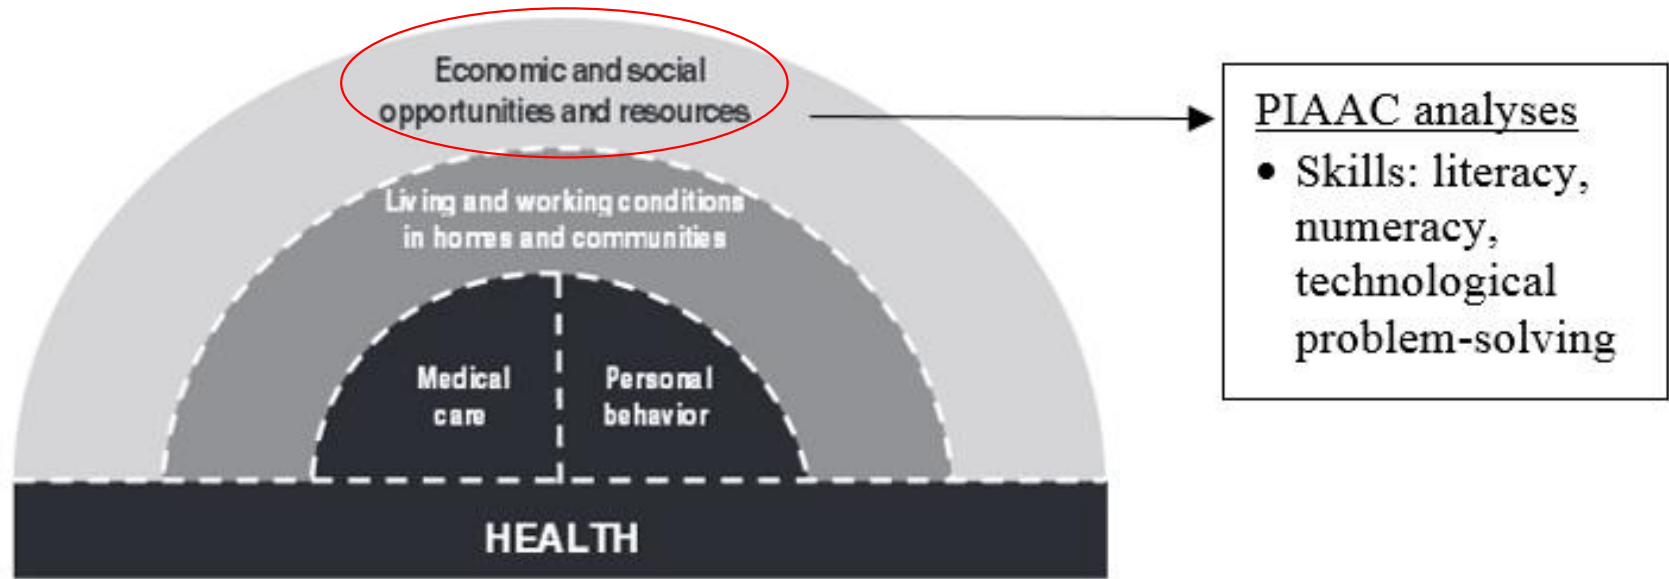 Economic and social
opportunities and resources
Living and working conditions
in homes and communities
Medical
care
Personal
behavior
HEALTH
PIAAC analyses
• Skills: literacy,
numeracy,
technological
problem-solving